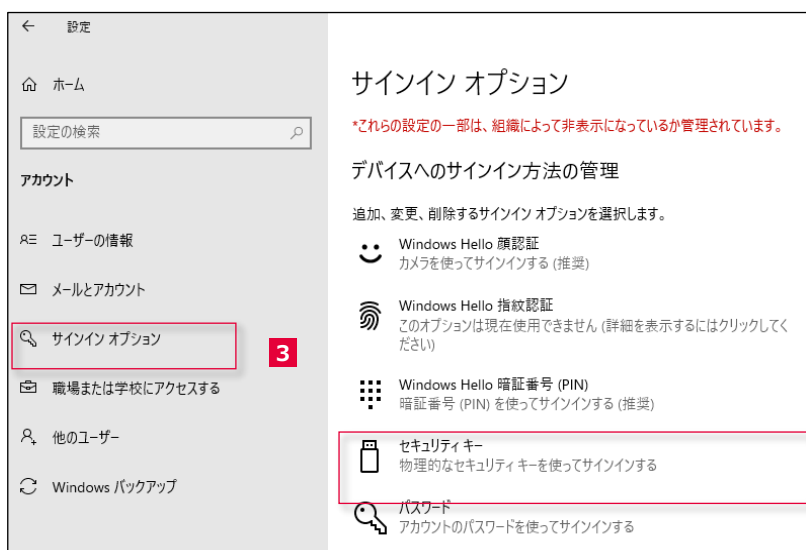 設定
ホーム
設定の検索
アカウント
ユーザーの情報
メールとアカウント
サインイン オプション
3
職場または学校にアクセスする
他のユーザー
Windows バックアップ
サインイン オプション
*これらの設定の一部は、組織によって非表示になっているか管理されています。
デバイスへのサインイン方法の管理
追加、変更、削除するサインイン オプションを選択します。
Windows Hello 顔認証
カメラを使ってサインインする (推奨)
Windows Hello 指紋認証
このオプションは現在使用できません (詳細を表示するにはクリックしてく
ださい)
Windows Hello 暗証番号 (PIN)
暗証番号 (PIN) を使ってサインインする (推奨)
セキュリティ キー
物理的なセキュリティ キーを使ってサインインする
パスワード
アカウントのパスワードを使ってサインインする